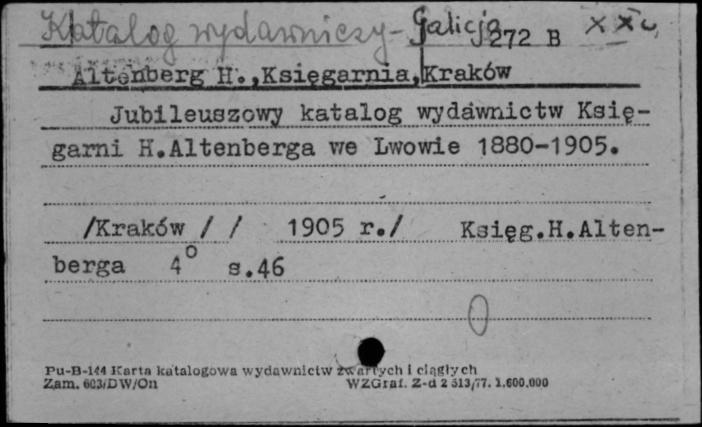 Katalog wydawniczy - Galicja 272 B XX w
Altenberg H., Księgarnia, Kraków
Jubileuszowy katalog wydawnictw Księ-
garni H.Altenberga we Lwowie 1880-1905.
/Kraków / / 1905 r./ Księg.H.Alten-
berga 4° s.46
0
Pu-B-144 Karta katalogowa wydawnictw zwartych i ciągłych
Zam. 603/DW/On WZGraf. Z-d 2 513/77. 1.600.000